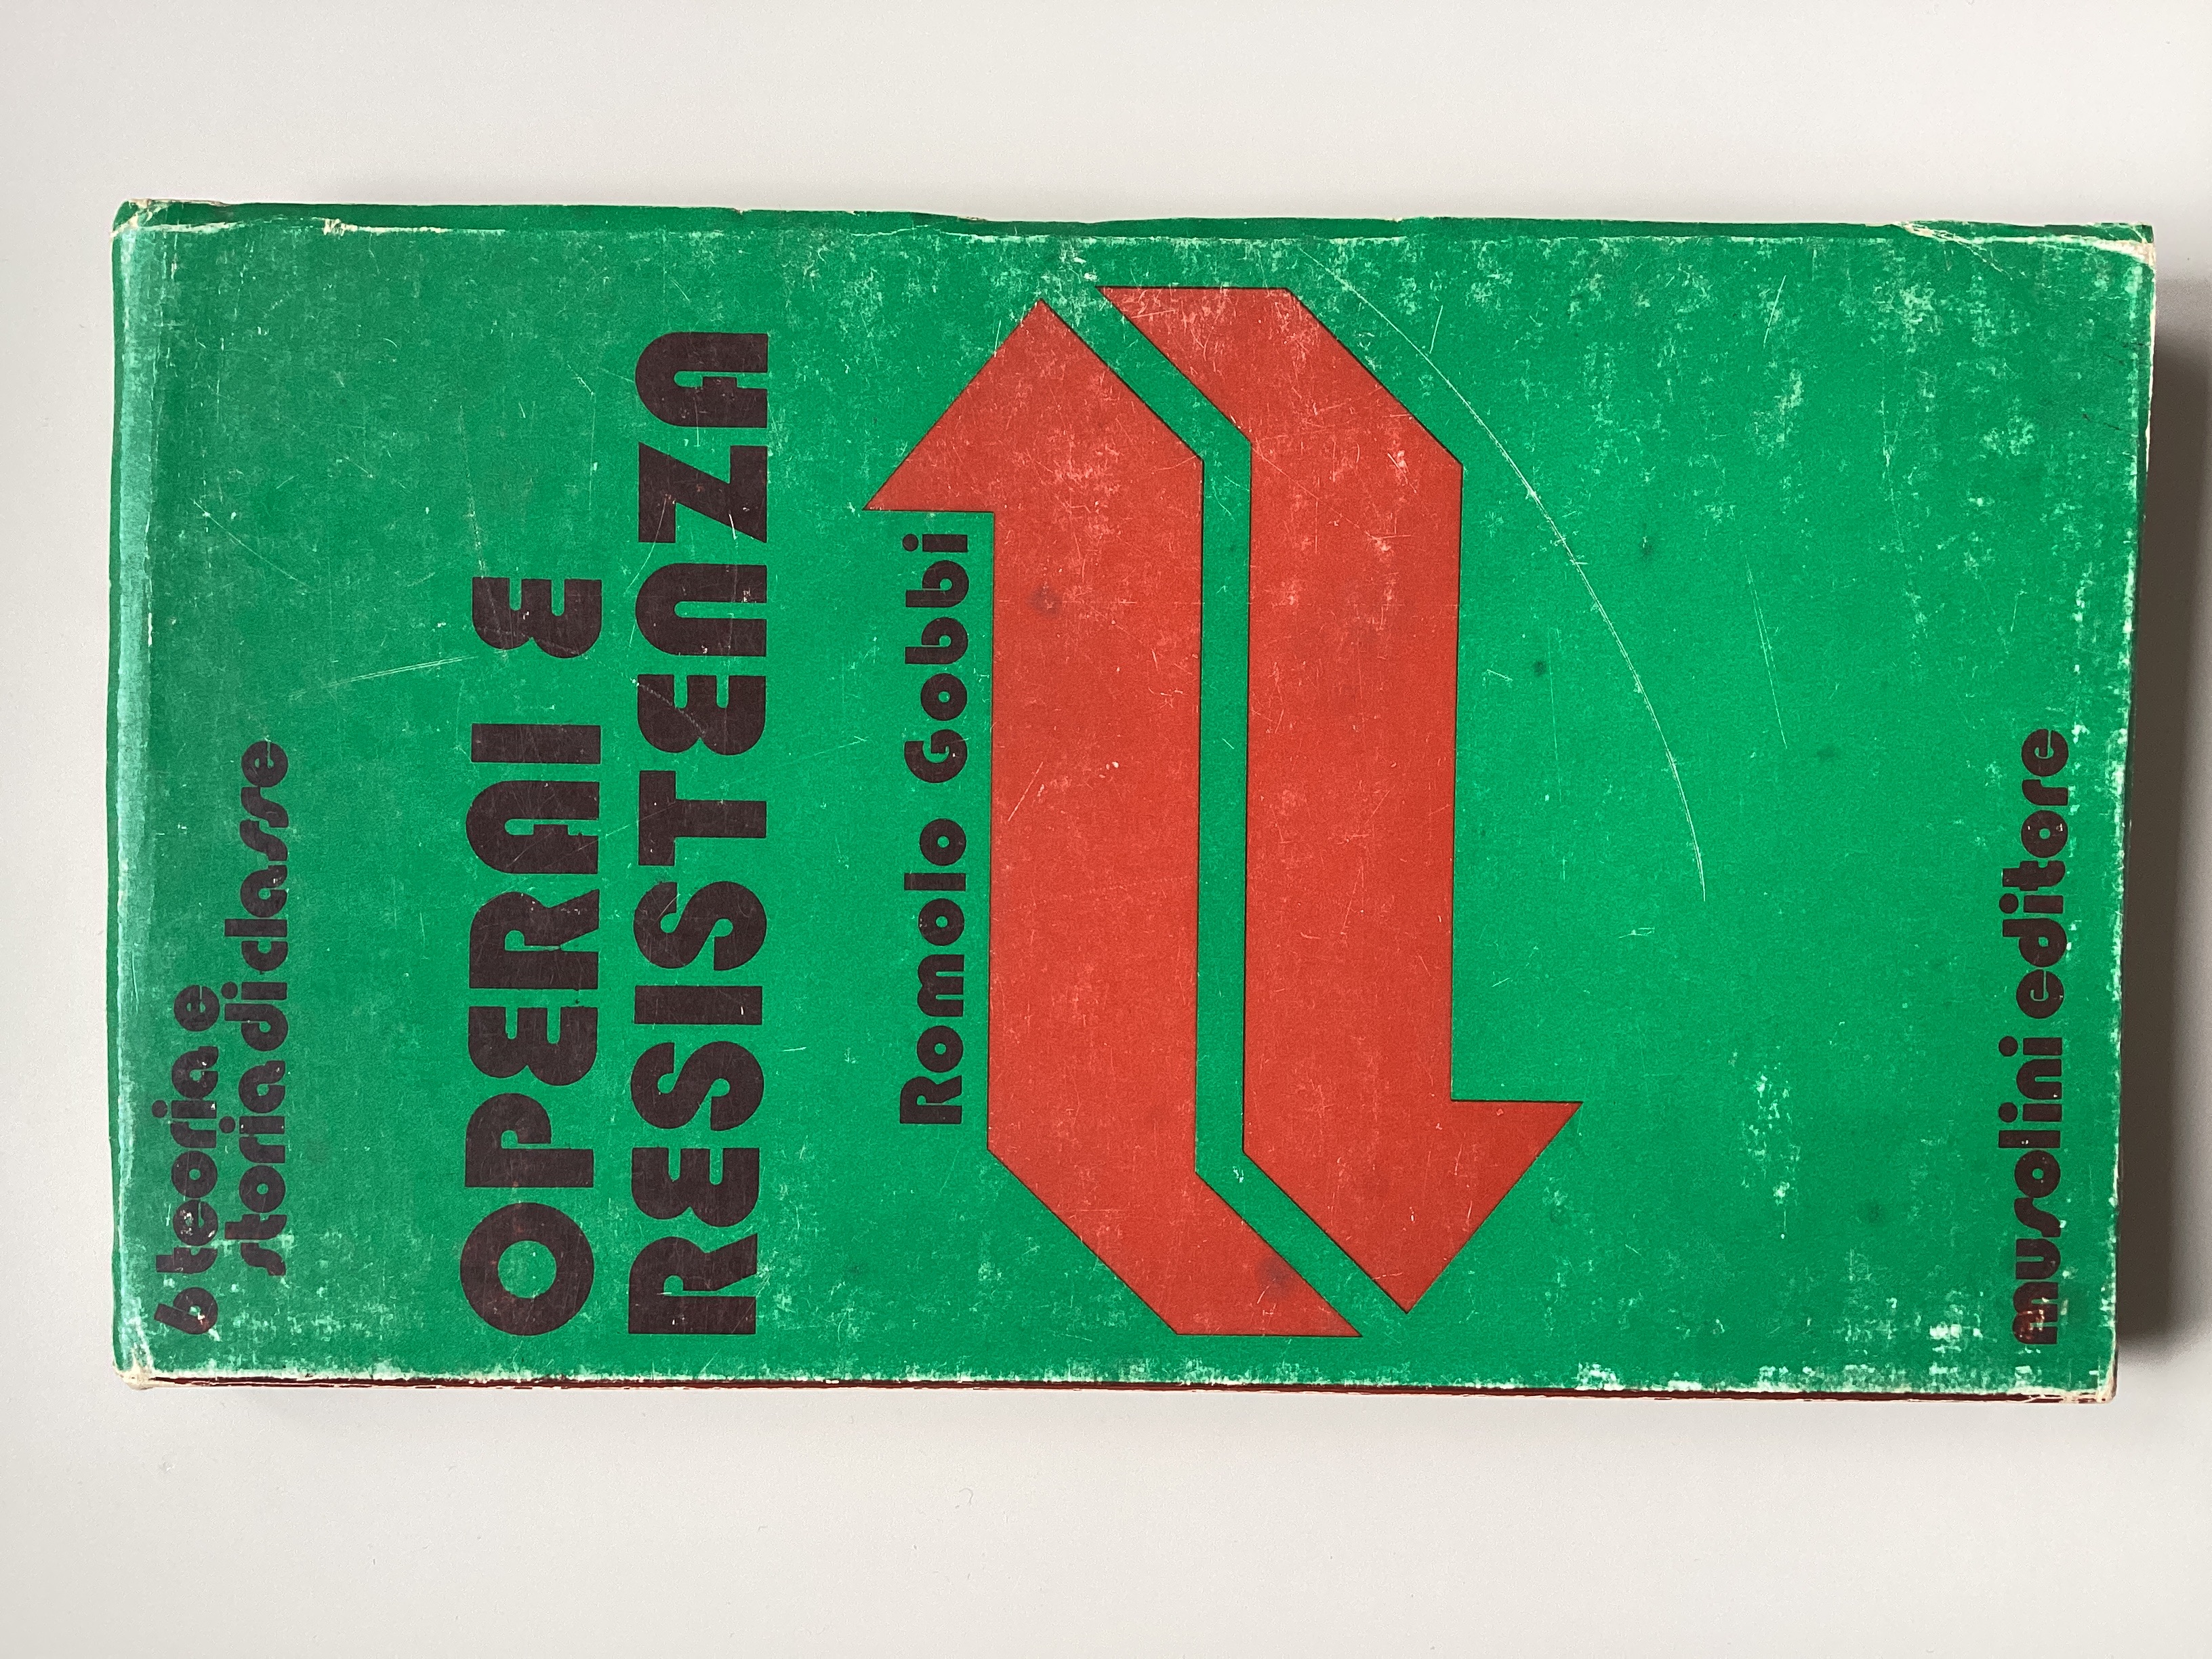 6 teoria e
storia di classe
OPERAI E
RESISTENZA
Romolo Gobbi
musolini editore